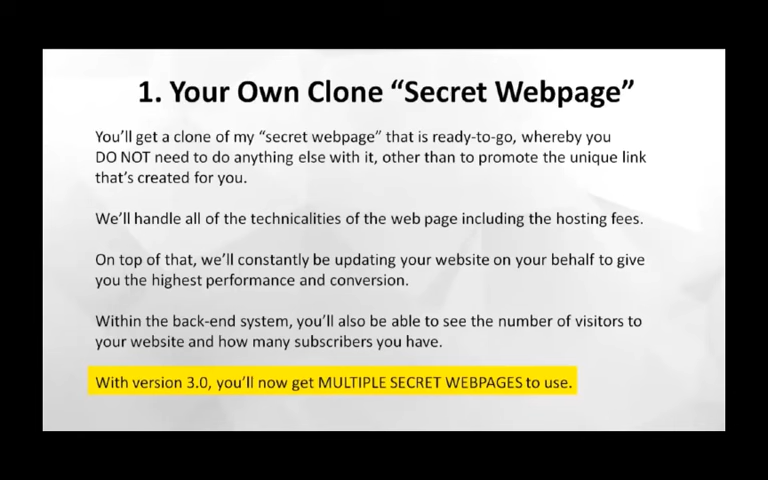 1. Your Own Clone “Secret Webpage”
You’ll get a clone of my “secret webpage” that is ready-to-go, whereby you
DO NOT need to do anything else with it, other than to promote the unique link
that’s created for you.
We’ll handle all of the technicalities of the web page including the hosting fees.
On top of that, we’ll constantly be updating your website on your behalf to give
you the highest performance and conversion.
Within the back-end system, you’ll also be able to see the number of visitors to
your website and how many subscribers you have.
With version 3.0, you’ll now get MULTIPLE SECRET WEBPAGES to use.